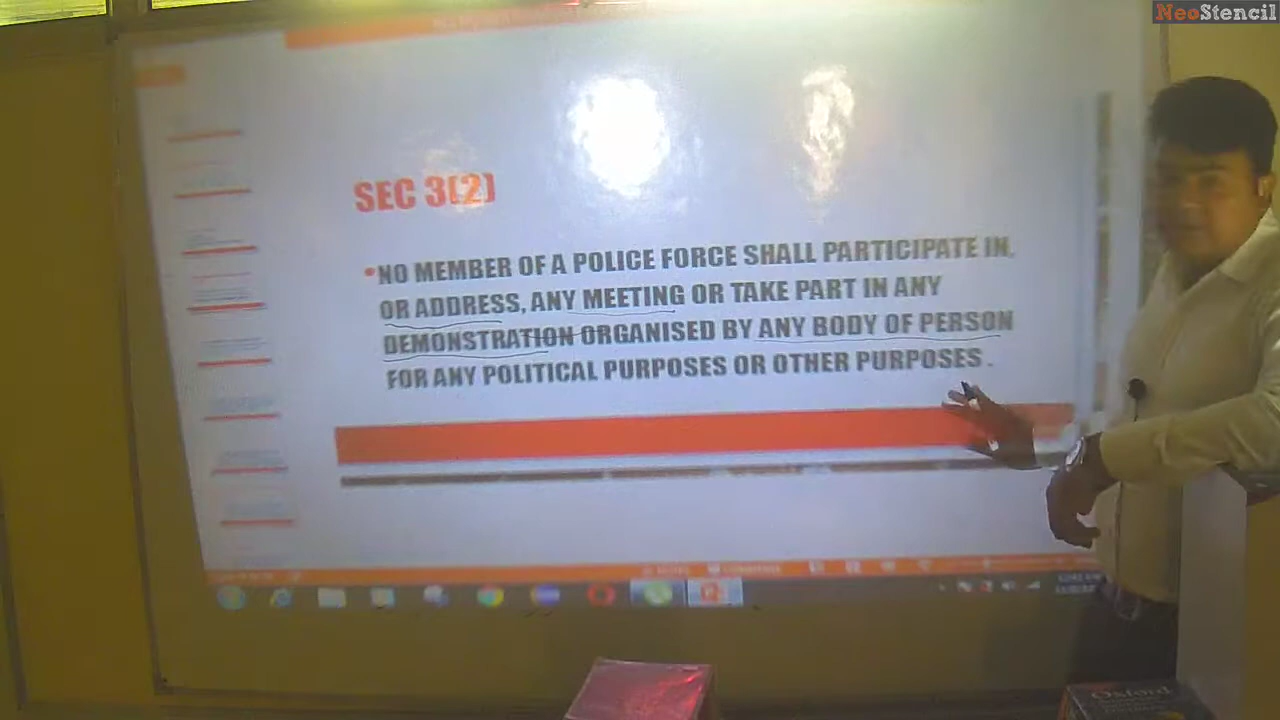 NeoStencil
SEC 3(2)
•NO MEMBER OF A POLICE FORCE SHALL PARTICIPATE IN,
OR ADDRESS, ANY MEETING OR TAKE PART IN ANY
DEMONSTRATION ORGANISED BY ANY BODY OF PERSON
FOR ANY POLITICAL PURPOSES OR OTHER PURPOSES .
Oxford